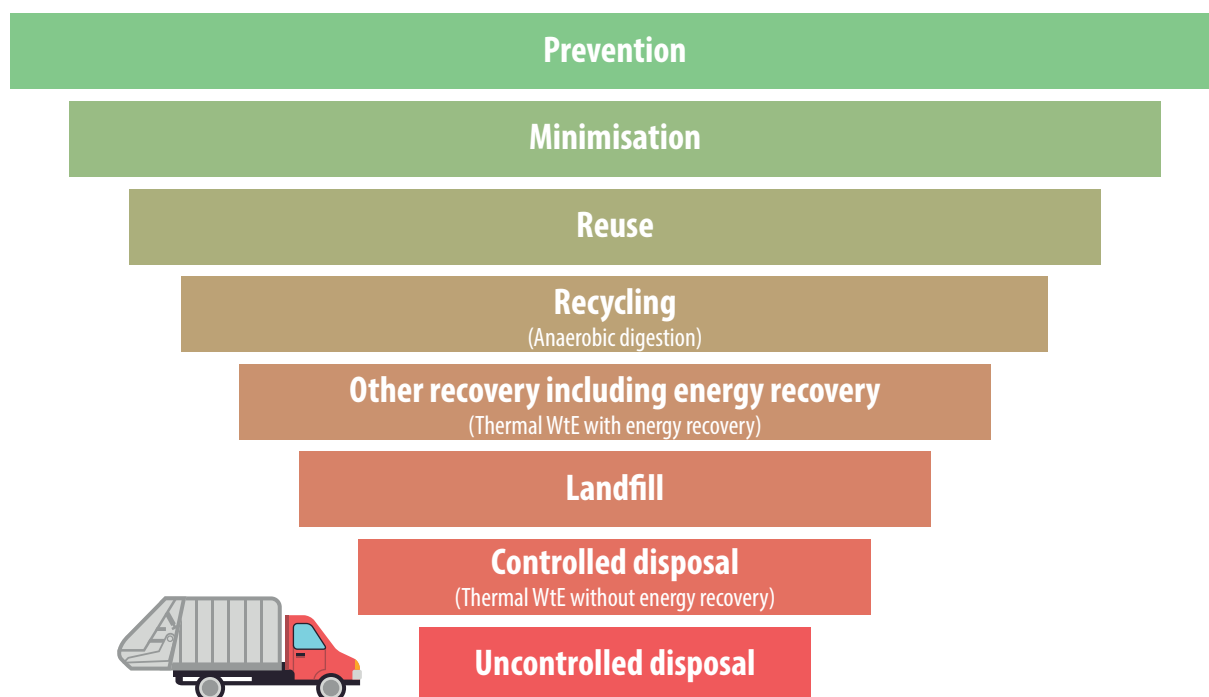 Prevention
Minimisation
Reuse
Recycling
(Anaerobic digestion)
Other recovery including energy recovery
(Thermal WtE with energy recovery)
Landfill
Controlled disposal
(Thermal WtE without energy recovery)
Uncontrolled disposal